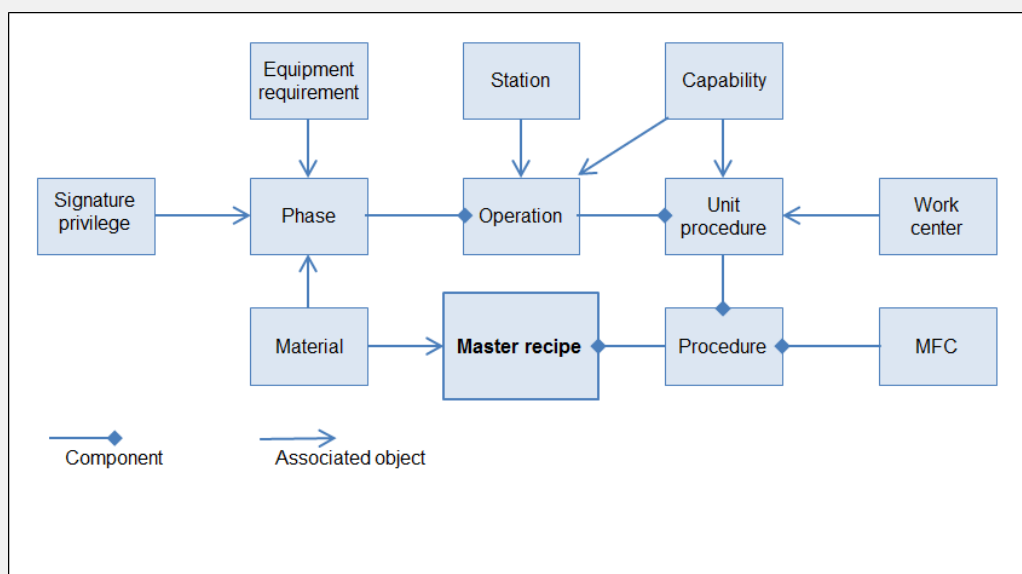 Equipment
requirement
Station
Capability
Signature
privilege
Phase
Operation
Unit
procedure
Work
center
Material
Master recipe
Procedure
MFC
Component
Associated object